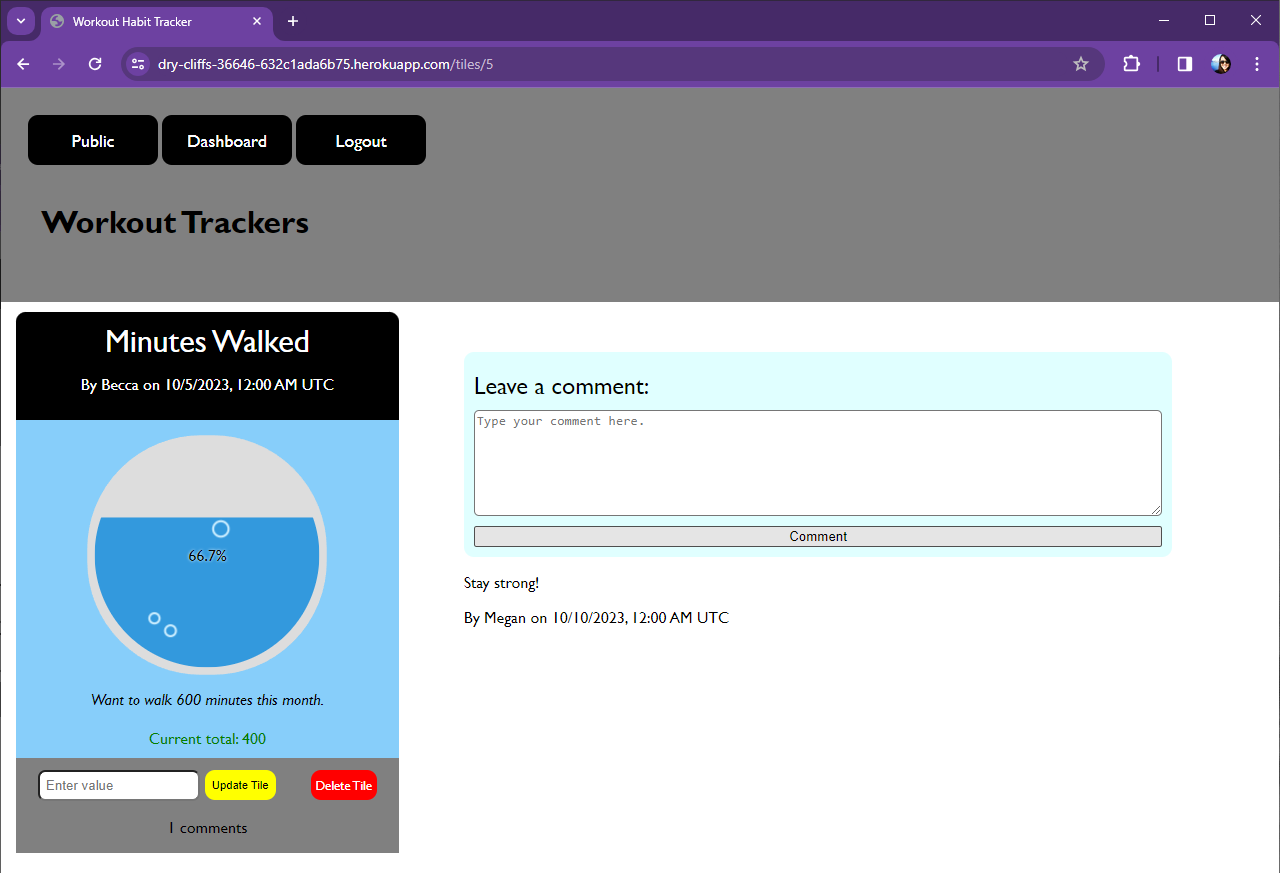 Workout Habit Tracker
dry-cliffs-36646-632c1ada6b75.herokuapp.com/tiles/5
Public
Dashboard
Logout
Workout Trackers
Minutes Walked
By Becca on 10/5/2023, 12:00 AM UTC
66.7%
Want to walk 600 minutes this month.
Current total: 400
Enter value
Update Tile
Delete Tile
1 comments
Leave a comment:
Type your comment here.
Comment
Stay strong!
By Megan on 10/10/2023, 12:00 AM UTC